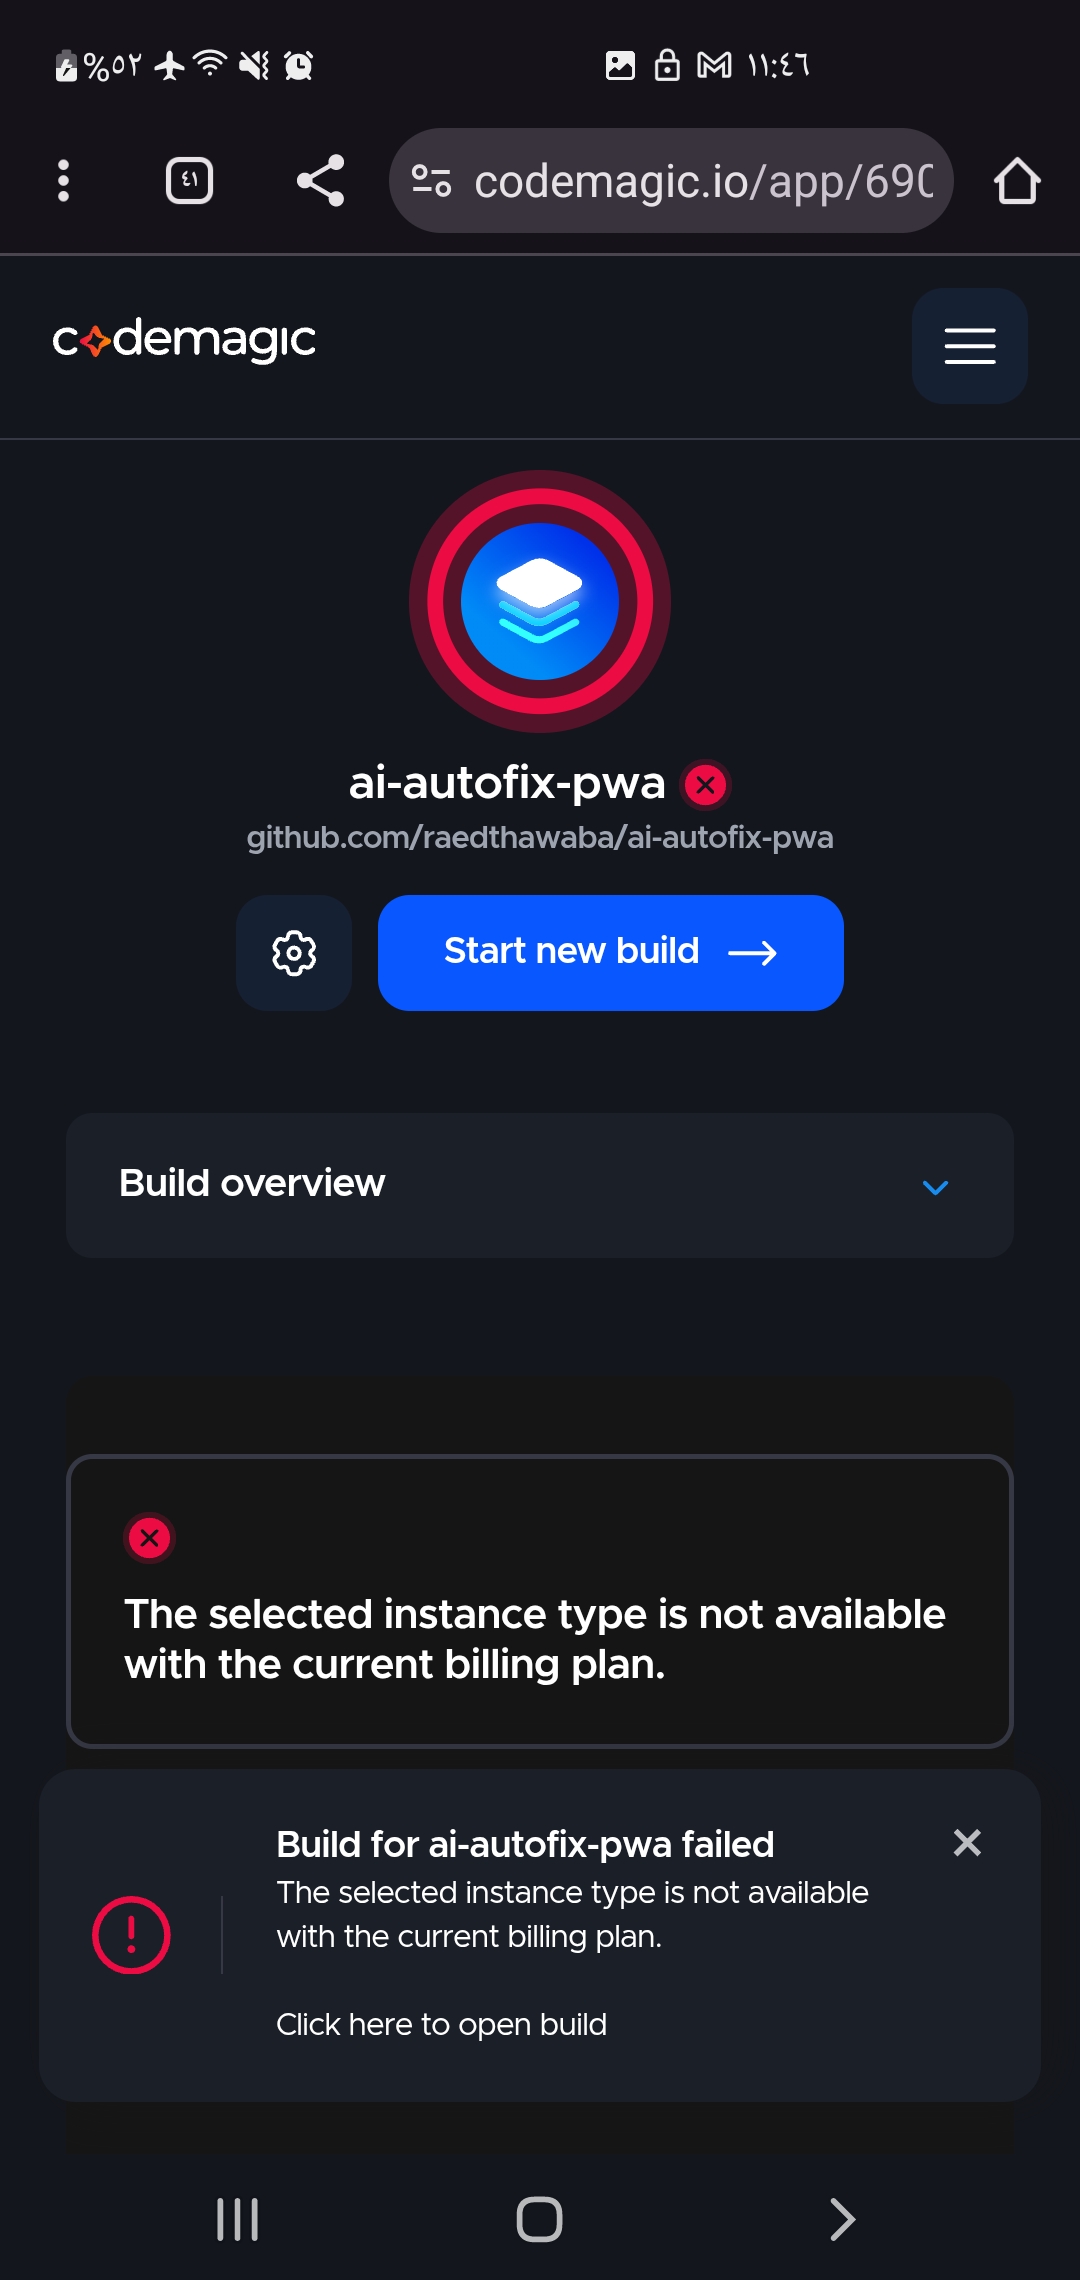 %٥٢
١١:٤٦
٤١
codemagic.io/app/690
codemagic
ai-autofix-pwa
github.com/raedthawaba/ai-autofix-pwa
Start new build
Build overview
The selected instance type is not available
with the current billing plan.
Build for ai-autofix-pwa failed
The selected instance type is not available
with the current billing plan.
Click here to open build